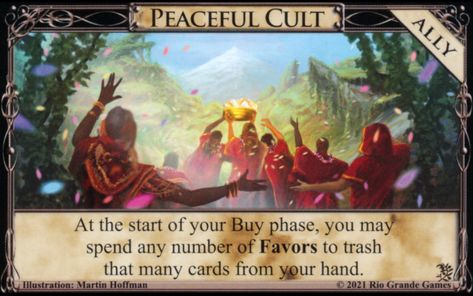 PEACEFUL CULT
ALLY
At the start of your Buy phase, you may
spend any number of Favors to trash
that many cards from your hand.
Illustration: Martin Hoffman
© 2021 Rio Grande Games